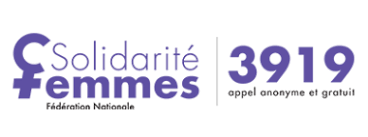 Solidarité
femmes
Fédération Nationale
3919
appel anonyme et gratuit